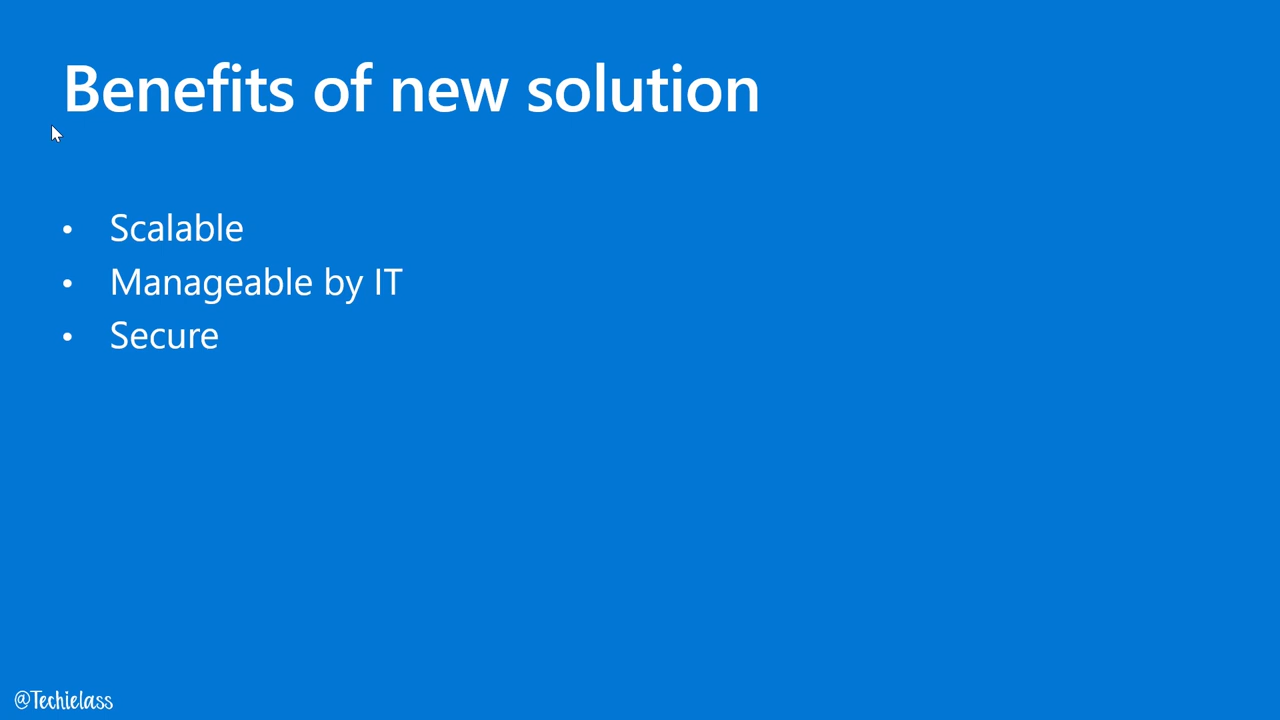 Benefits of new solution
• Scalable
• Manageable by IT
• Secure
@Techielass